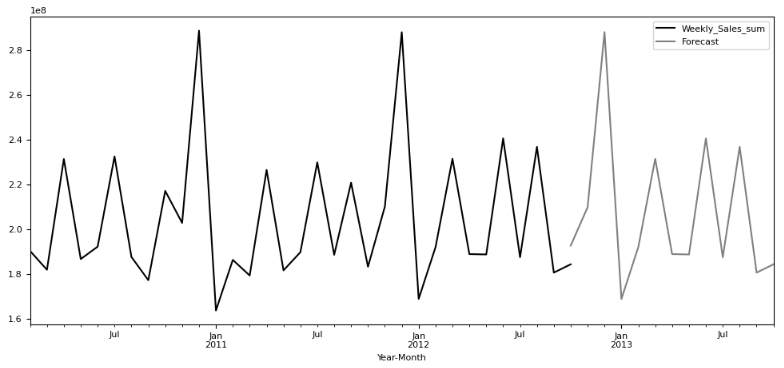 1e8
Weekly_Sales_sum
Forecast
2.8
2.6
2.4
2.2
2.0
1.8
1.6
Jul Jan Jul Jan Jul Jan Jul
2011 2012 2013
Year-Month